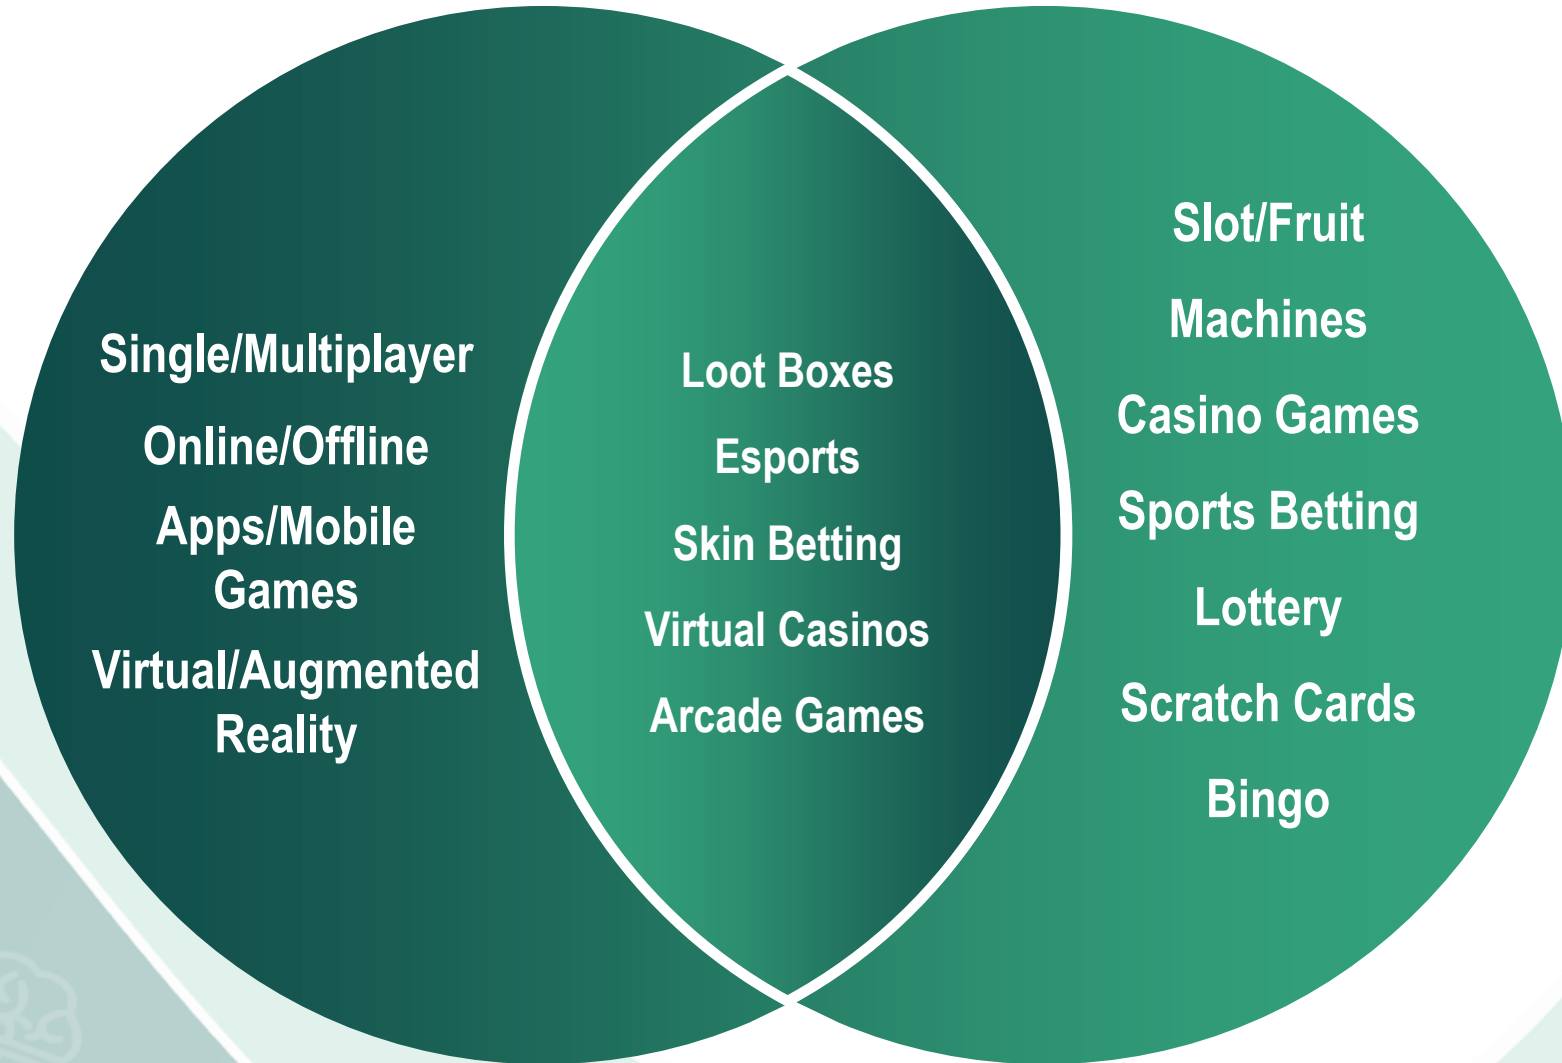 Single/Multiplayer
Online/Offline
Apps/Mobile
Games
Virtual/Augmented
Reality
Loot Boxes
Esports
Skin Betting
Virtual Casinos
Arcade Games
Slot/Fruit
Machines
Casino Games
Sports Betting
Lottery
Scratch Cards
Bingo